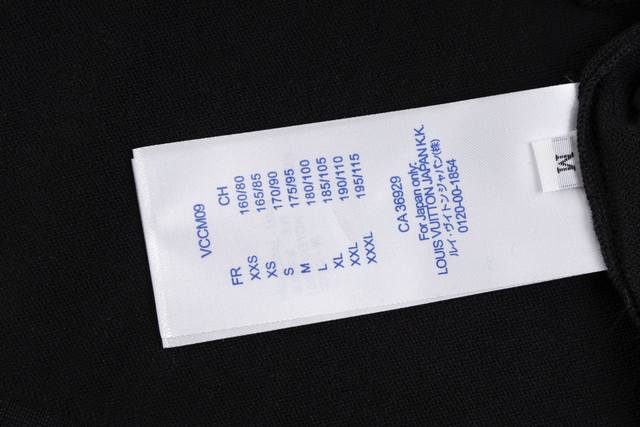 VCCM09
FR CH
XXS 160/80
XS 165/85
S 170/90
M 175/95
L 180/100
XL 185/105
XXL 190/110
XXXL 195/115
CA 36929
For Japan only:
LOUIS VUITTON JAPAN K.K.
ルイ・ヴィトン・ジャパン(株)
0120-00-1854
M